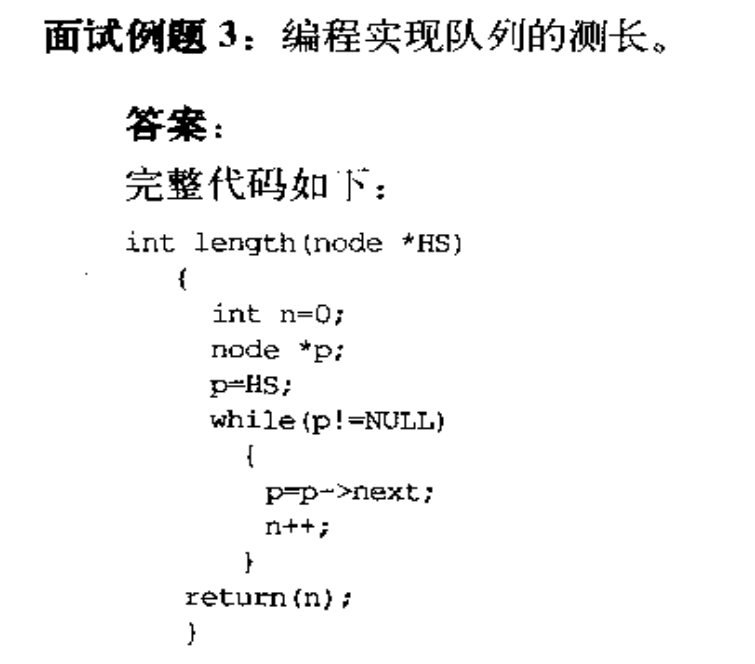 面试例题 3：编程实现队列的测长。
答案：
完整代码如下：
int length(node *HS)
{
int n=0;
node *p;
p=HS;
while(p!=NULL)
{
p=p->next;
n++;
}
return(n);
}